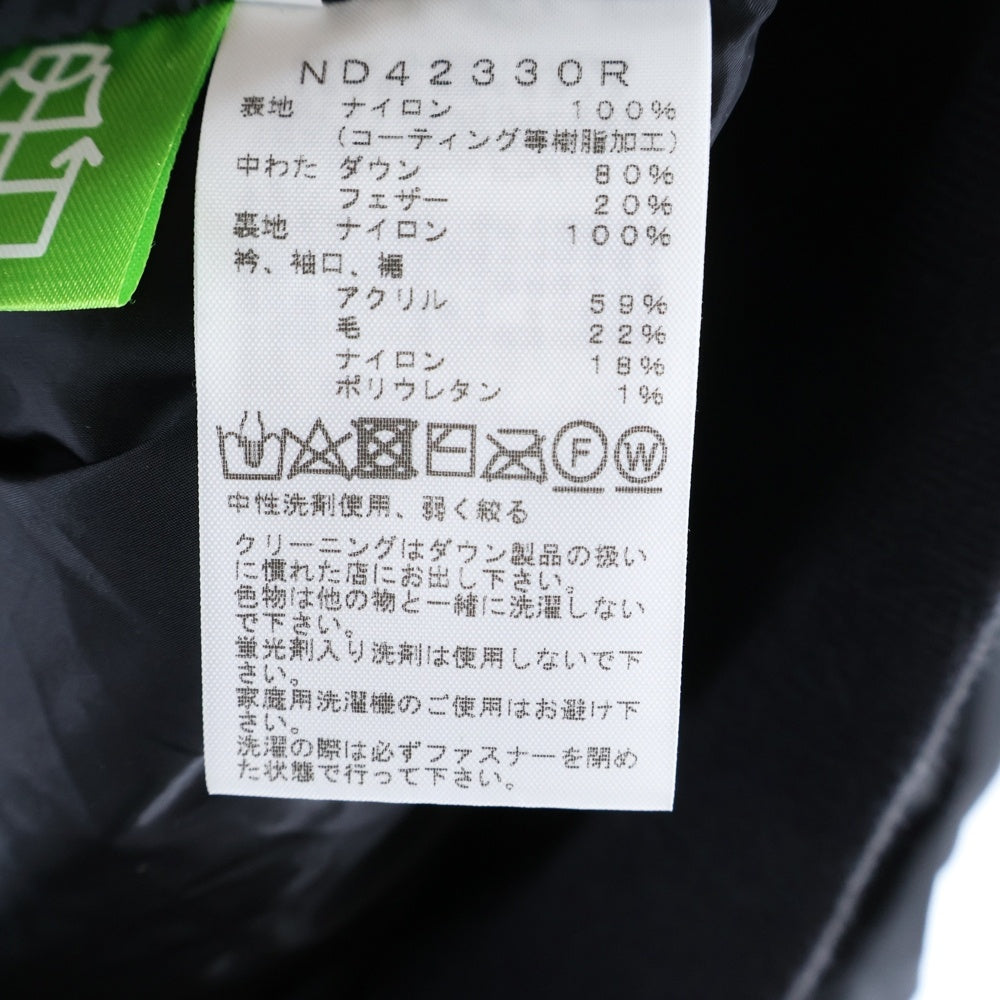 ND42330R
表地 ナイロン 100%
(コーティング等樹脂加工)
中わた ダウン 80%
フェザー 20%
裏地 ナイロン 100%
衿、袖口、裾
アクリル 59%
毛 22%
ナイロン 18%
ポリウレタン 1%
F W
中性洗剤使用、弱く絞る
クリーニングはダウン製品の扱い
に慣れた店にお出し下さい。
色物は他の物と一緒に洗濯しない
で下さい。
蛍光剤入り洗剤は使用しないで下
さい。
家庭用洗濯機のご使用はお避け下
さい。
洗濯の際は必ずファスナーを閉め
た状態で行って下さい。